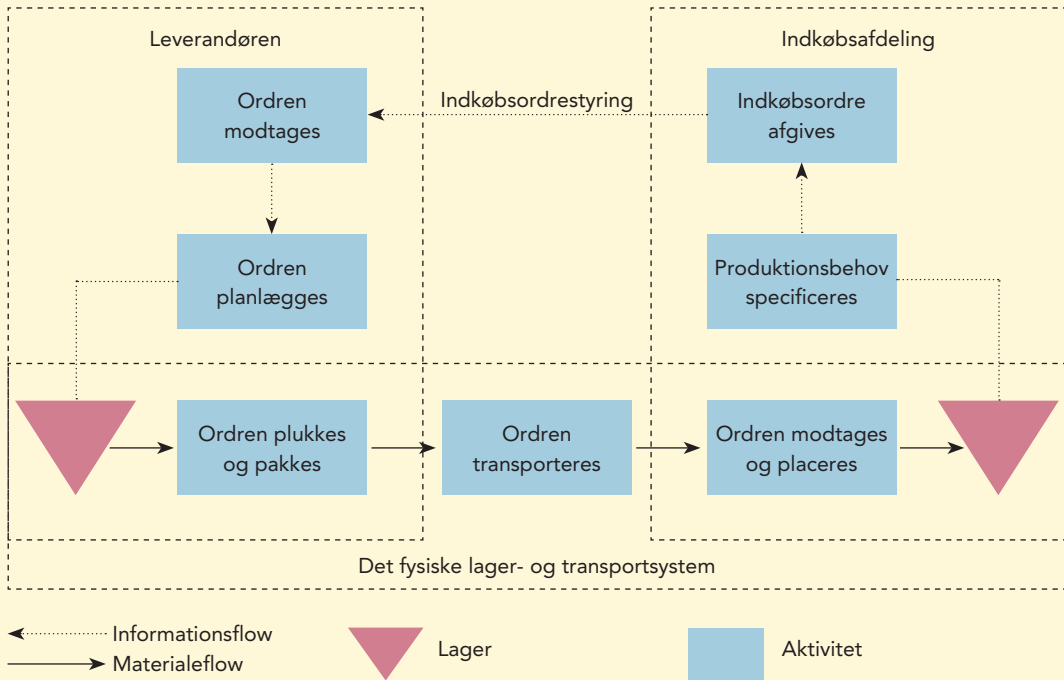 Leverandøren
Indkøbsafdeling
Ordren
modtages
Indkøbsordrestyring
Indkøbsordre
afgives
Ordren
planlægges
Produktionsbehov
specificeres
Ordren plukkes
og pakkes
Ordren
transporteres
Ordren modtages
og placeres
Det fysiske lager- og transportsystem
Informationsflow
Materialeflow
Lager
Aktivitet